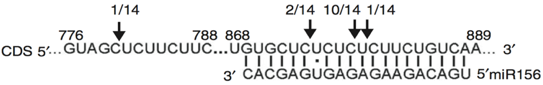 1/14 2/14 10/14 1/14
776 788 868 889
CDS 5′...GUAGCUCUUCUUC...UGUGCUCUCUCUCUUCUGUCAA... 3′
3′ CACGAGUGAGAGAAGACAGU 5′miR156